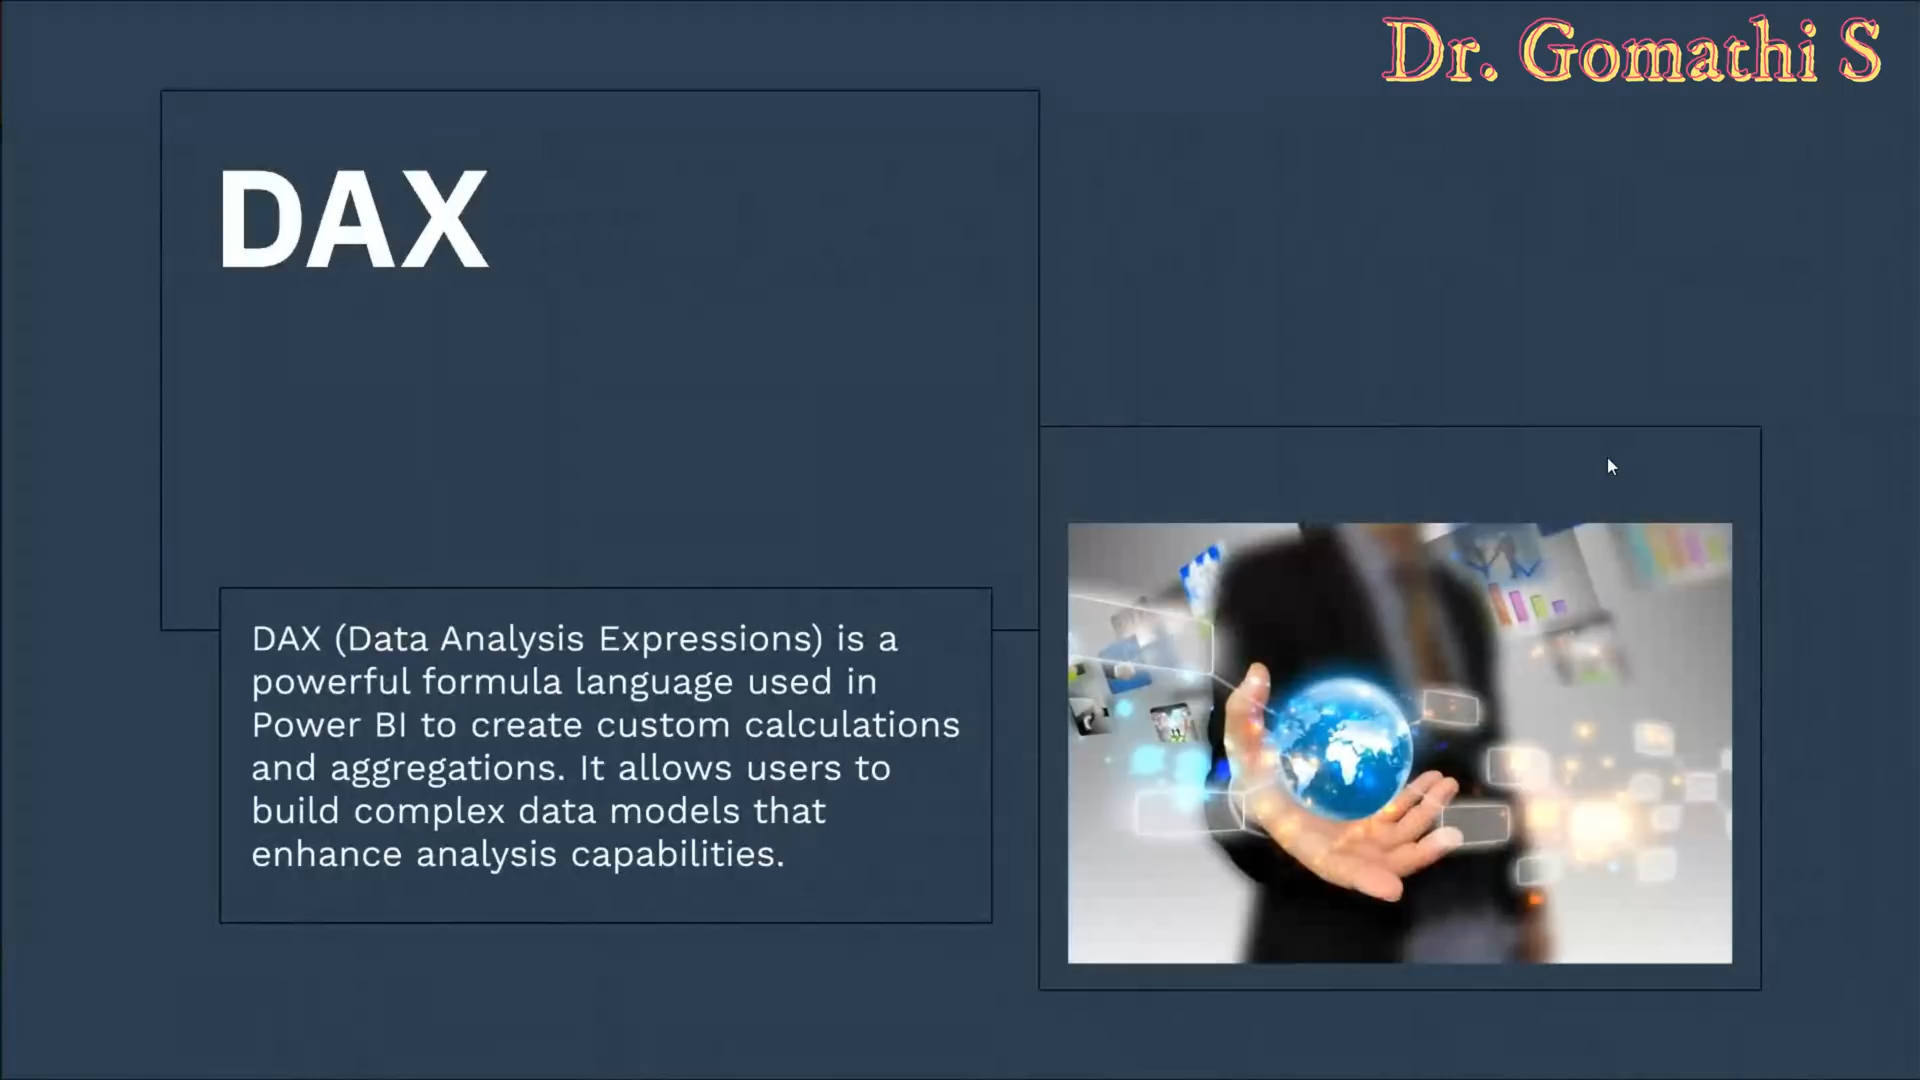 Dr. Gomathi S
DAX
DAX (Data Analysis Expressions) is a
powerful formula language used in
Power BI to create custom calculations
and aggregations. It allows users to
build complex data models that
enhance analysis capabilities.